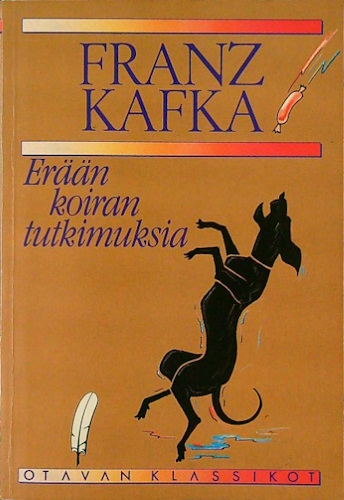 FRANZ
KAFKA
Erään
koiran
tutkimuksia
OTAVAN KLASSIKOT